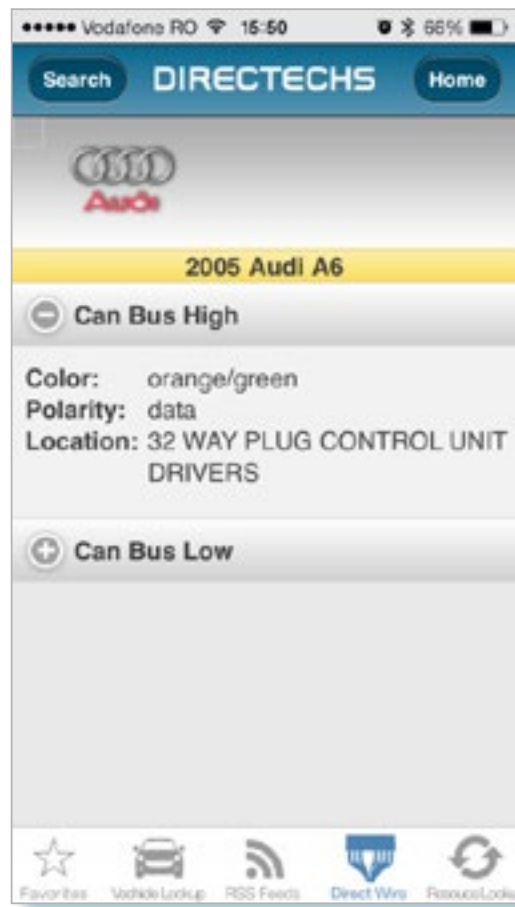 Vodafone RO 15:50 66%
Search DIRECTECHS Home
Audi
2005 Audi A6
Can Bus High
Color: orange/green
Polarity: data
Location: 32 WAY PLUG CONTROL UNIT
DRIVERS
Can Bus Low
Favorites Vechicle Lookup RSS Feeds Direct Wire